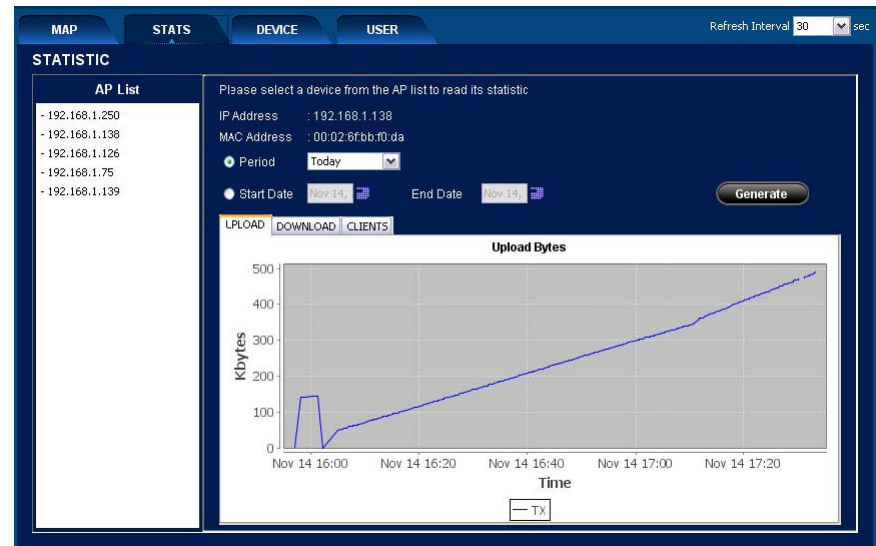 MAP STATS DEVICE USER Refresh Interval 30 sec
STATISTIC
AP List
- 192.168.1.250
- 192.168.1.138
- 192.168.1.126
- 192.168.1.75
- 192.168.1.139
Please select a device from the AP list to read its statistic
IP Address : 192.168.1.138
MAC Address : 00:02:6f:bb:f0:da
Period Today
Start Date Nov 14, End Date Nov 14, Generate
UPLOAD DOWNLOAD CLIENTS
Upload Bytes
500
400
300
200
100
0
Kbytes
Nov 14 16:00 Nov 14 16:20 Nov 14 16:40 Nov 14 17:00 Nov 14 17:20
Time
TX